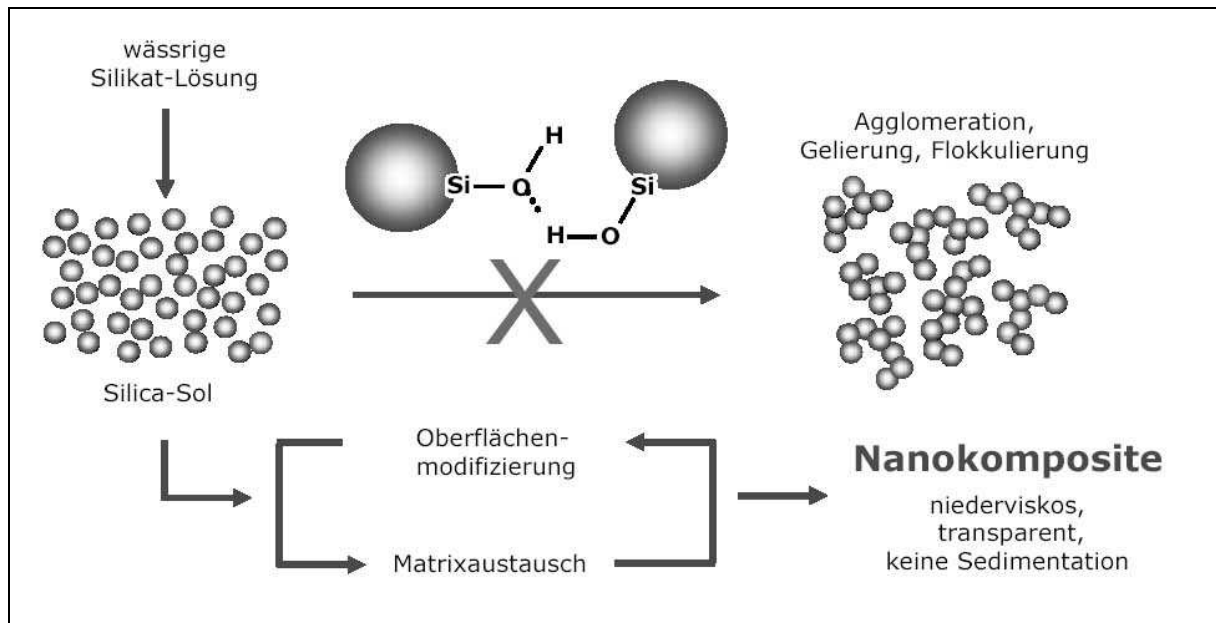 wässrige
Silikat-Lösung
H
Si
O
Si
H
O
Agglomeration,
Gelierung, Flokkulierung
X
Silica-Sol
Oberflächen-
modifizierung
Matrixaustausch
Nanokomposite
niederviskos,
transparent,
keine Sedimentation